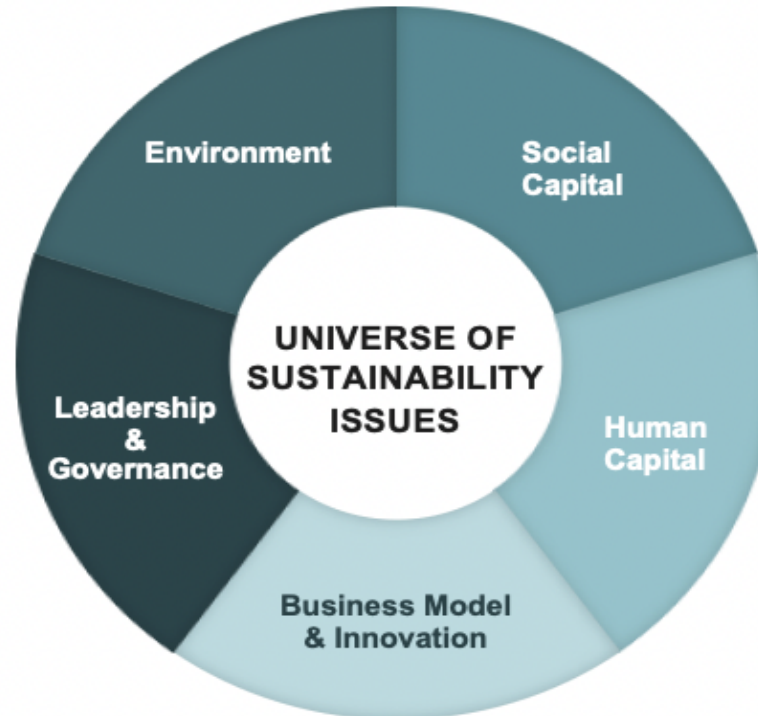 Environment
Social
Capital
UNIVERSE OF
SUSTAINABILITY
ISSUES
Leadership
&
Governance
Human
Capital
Business Model
& Innovation